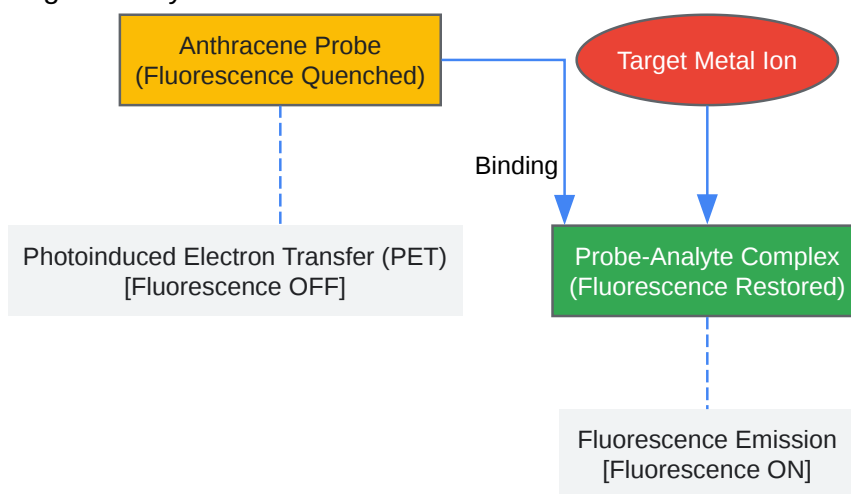 Anthracene Probe
(Fluorescence Quenched)
Target Metal Ion
Binding
Photoinduced Electron Transfer (PET)
[Fluorescence OFF]
Probe-Analyte Complex
(Fluorescence Restored)
Fluorescence Emission
[Fluorescence ON]